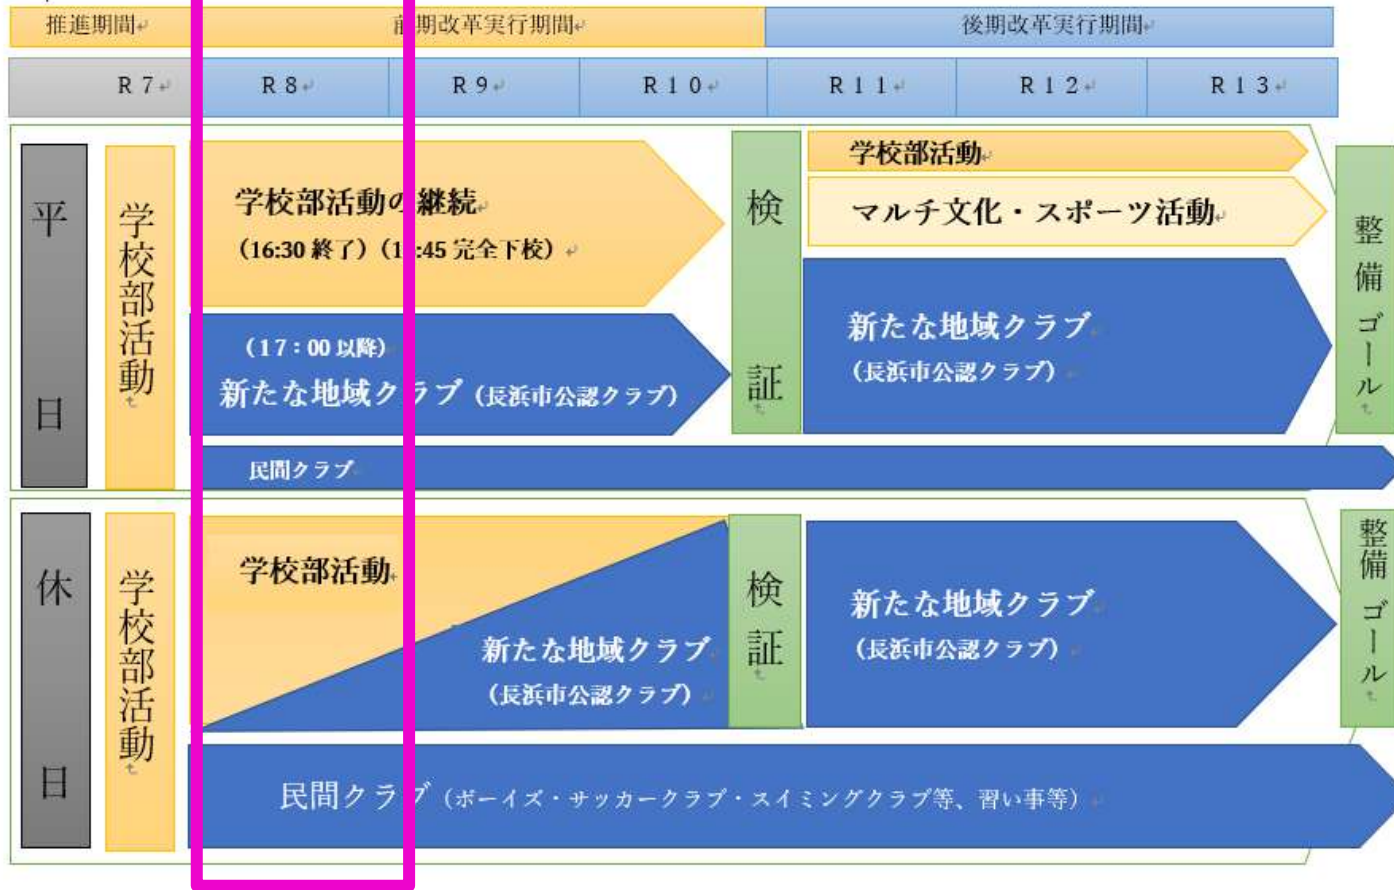 推進期間
前期改革実行期間
後期改革実行期間
R7
R8
R9
R10
R11
R12
R13
平日
学校部活動
学校部活動の継続
(16:30 終了) (1:45 完全下校)
(17:00 以降)
新たな地域クラブ (長浜市公認クラブ)
民間クラブ
検証
学校部活動
マルチ文化・スポーツ活動
新たな地域クラブ
(長浜市公認クラブ)
整備ゴール
休日
学校部活動
学校部活動
新たな地域クラブ
(長浜市公認クラブ)
検証
新たな地域クラブ
(長浜市公認クラブ)
整備ゴール
民間クラブ (ボーイズ・サッカークラブ・スイミングクラブ等、習い事等)